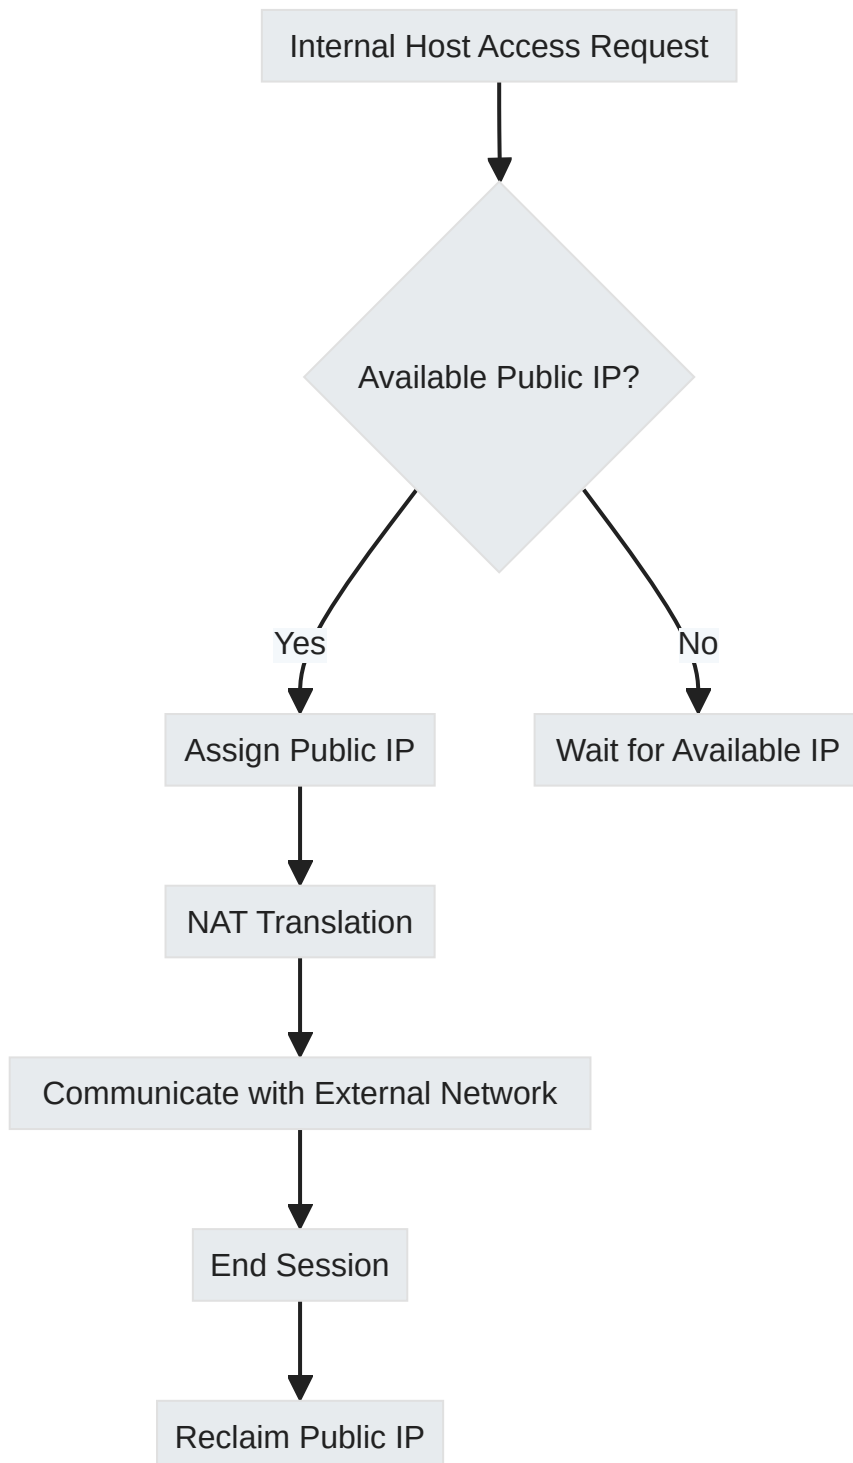 Internal Host Access Request
Available Public IP?
Yes
No
Assign Public IP
Wait for Available IP
NAT Translation
Communicate with External Network
End Session
Reclaim Public IP